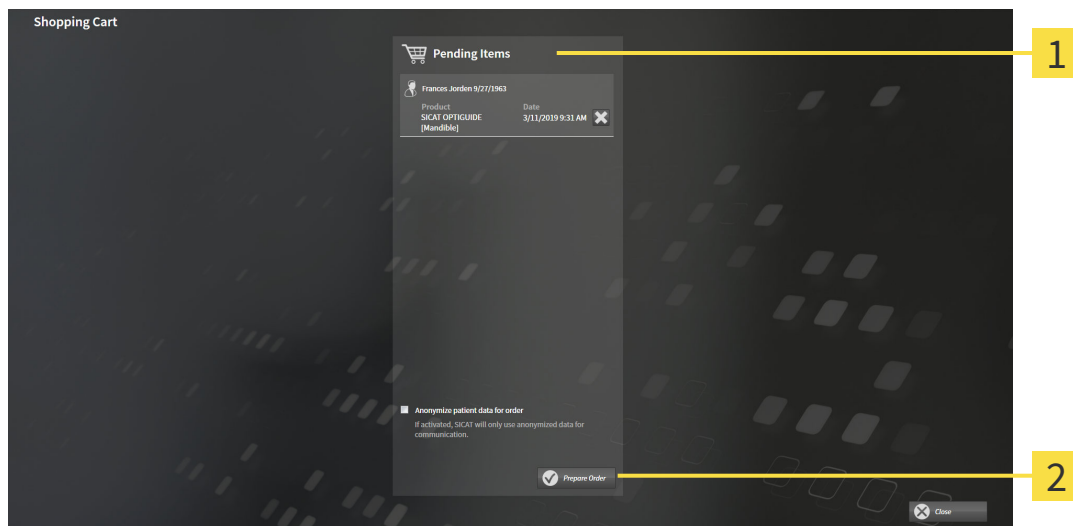 Shopping Cart
Pending Items
1
Frances Jorden 9/27/1963
Product Date
SICAT OPTIGUIDE 3/11/2019 9:31 AM
[Mandible]
Anonymize patient data for order
If activated, SICAT will only use anonymized data for
communication.
Prepare Order
2
Close